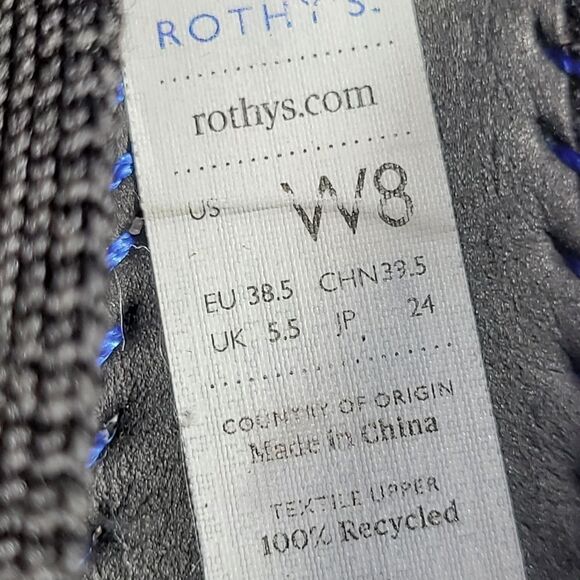 ROTHY'S.
rothys.com
US W8
EU 38.5 CHN 39.5
UK 5.5 JP 24
COUNTRY OF ORIGIN
Made in China
TEXTILE UPPER
100% Recycled